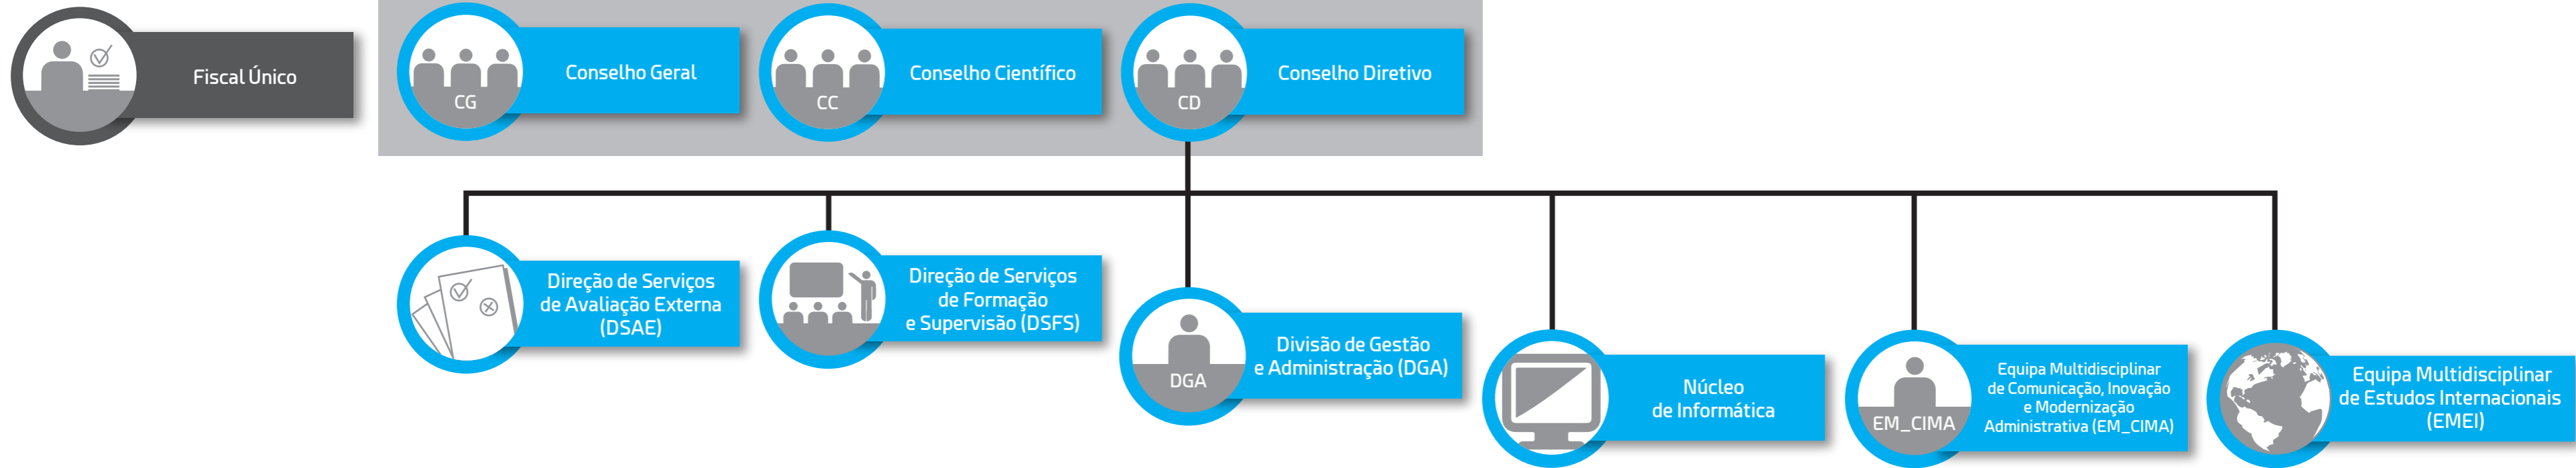 Fiscal Único
CG
Conselho Geral
CC
Conselho Científico
CD
Conselho Diretivo
Direção de Serviços
de Avaliação Externa
(DSAE)
Direção de Serviços
de Formação
e Supervisão (DSFS)
DGA
Divisão de Gestão
e Administração (DGA)
Núcleo
de Informática
EM_CIMA
Equipa Multidisciplinar
de Comunicação, Inovação
e Modernização
Administrativa (EM_CIMA)
Equipa Multidisciplinar
de Estudos Internacionais
(EMEI)